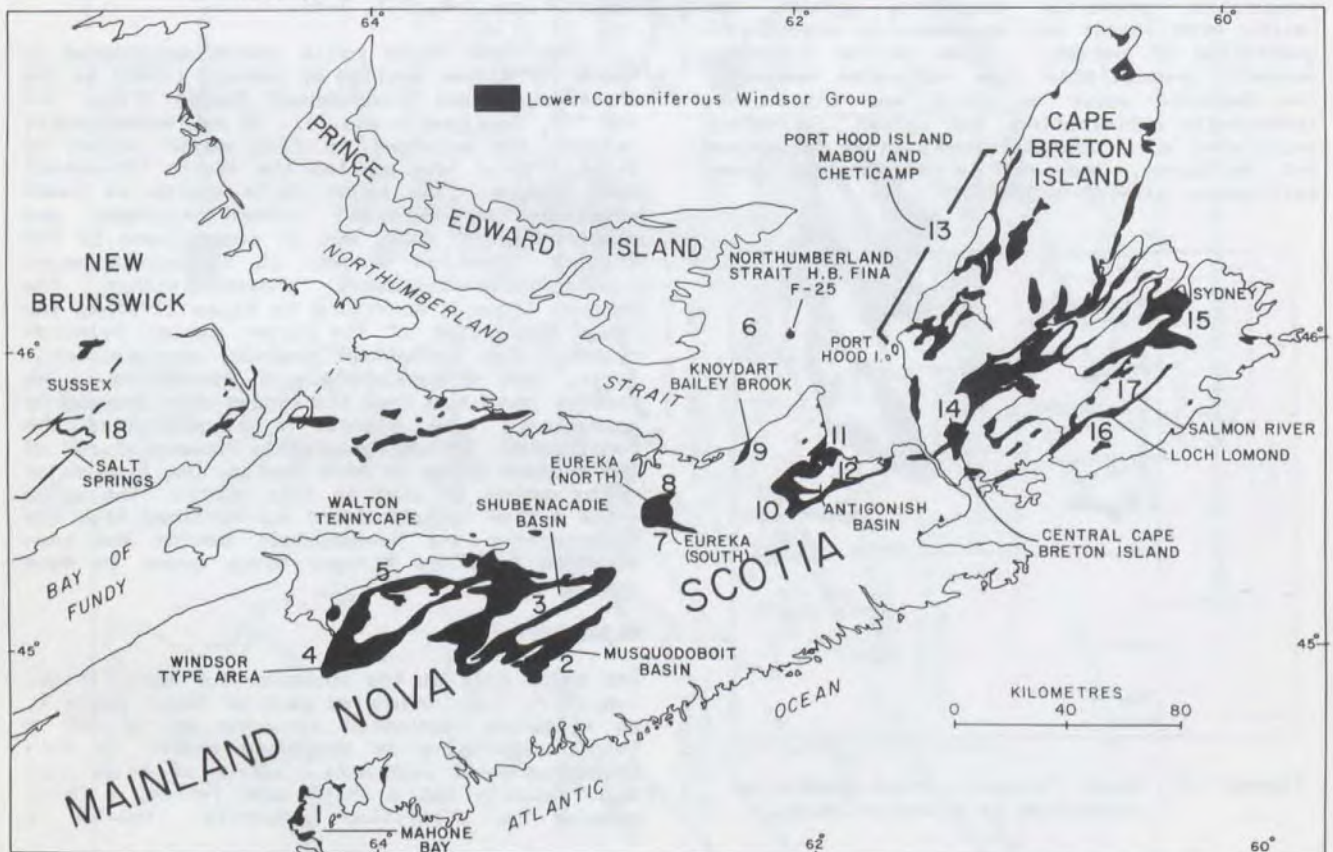 64°
62°
60°
Lower Carboniferous Windsor Group
PRINCE
EDWARD
ISLAND
CAPE
BRETON
ISLAND
PORT HOOD ISLAND
MABOU AND
CHETICAMP
13
NORTHUMBERLAND
STRAIT H.B. FINA
F-25
6
NEW
BRUNSWICK
NORTHUMBERLAND
STRAIT
SYDNEY
15
46°
46°
PORT
HOOD I.
KNOYDART
BAILEY BROOK
9
SUSSEX
18
SALT
SPRINGS
14
17
16
SALMON RIVER
LOCH LOMOND
11
12
10
ANTIGONISH
BASIN
EUREKA
(NORTH)
8
7
EUREKA
(SOUTH)
SHUBENACADIE
BASIN
WALTON
TENNYCAPE
CENTRAL CAPE
BRETON ISLAND
BAY OF
FUNDY
5
3
4
2
MUSQUODOBOIT
BASIN
WINDSOR
TYPE AREA
45°
45°
MAINLAND NOVA SCOTIA
KILOMETRES
0 40 80
ATLANTIC OCEAN
1
MAHONE
BAY
64°
62°
60°